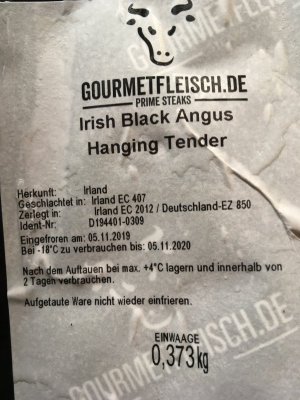 GOURMETFLEISCH.DE
PRIME STEAKS
Irish Black Angus
Hanging Tender
Herkunft: Irland
Geschlachtet in: Irland EC 407
Zerlegt in: Irland EC 2012 / Deutschland-EZ 850
Ident-Nr: D194401-0309
Eingefroren am: 05.11.2019
Bei -18°C zu verbrauchen bis: 05.11.2020
Nach dem Auftauen bei max. +4°C lagern und innerhalb von
2 Tagen verbrauchen.
Aufgetaute Ware nicht wieder einfrieren.
EINWAAGE
0,373kg